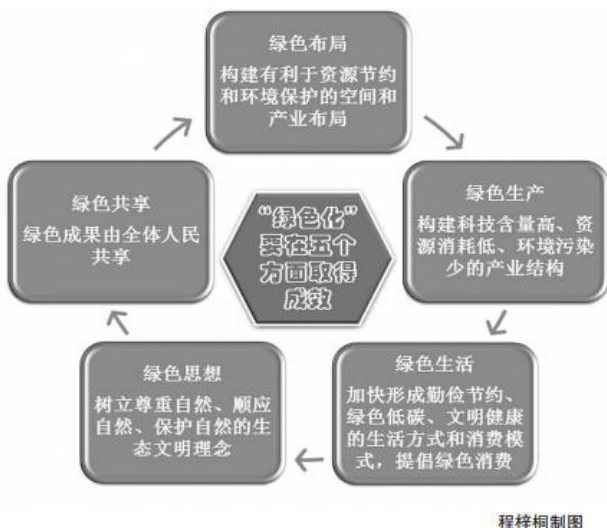 绿色布局
构建有利于资源节约
和环境保护的空间和
产业布局
绿色生产
构建科技含量高、资
源消耗低、环境污染
少的产业结构
绿色生活
加快形成勤俭节约、
绿色低碳、文明健康
的生活方式和消费模
式，提倡绿色消费
绿色思想
树立尊重自然、顺应
自然、保护自然的生
态文明理念
绿色共享
绿色成果由全体人民
共享
“绿色化”
要在五个
方面取得
成效
程梓桐制图